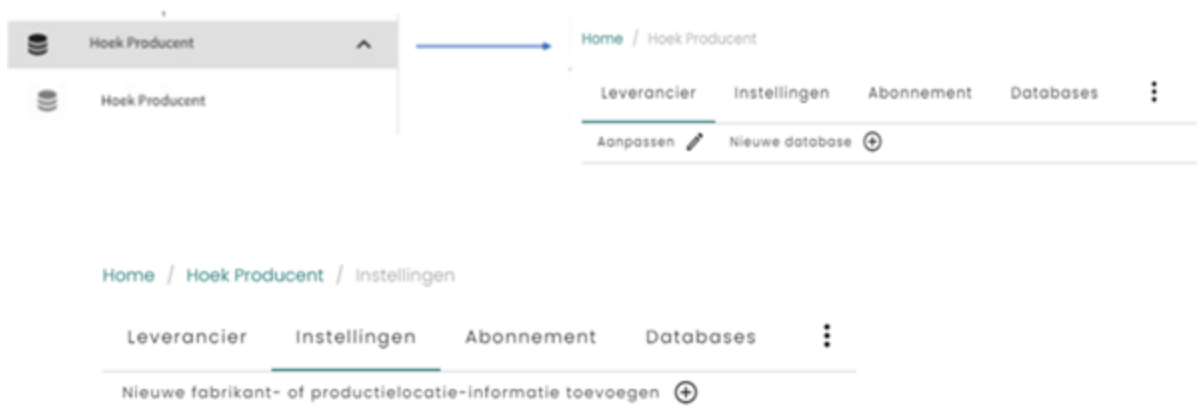 Hoek Producent
Hoek Producent
Home / Hoek Producent
Leverancier Instellingen Abonnement Databases
Aanpassen Nieuwe database
Home / Hoek Producent / Instellingen
Leverancier Instellingen Abonnement Databases
Nieuwe fabrikant- of productielocatie-informatie toevoegen